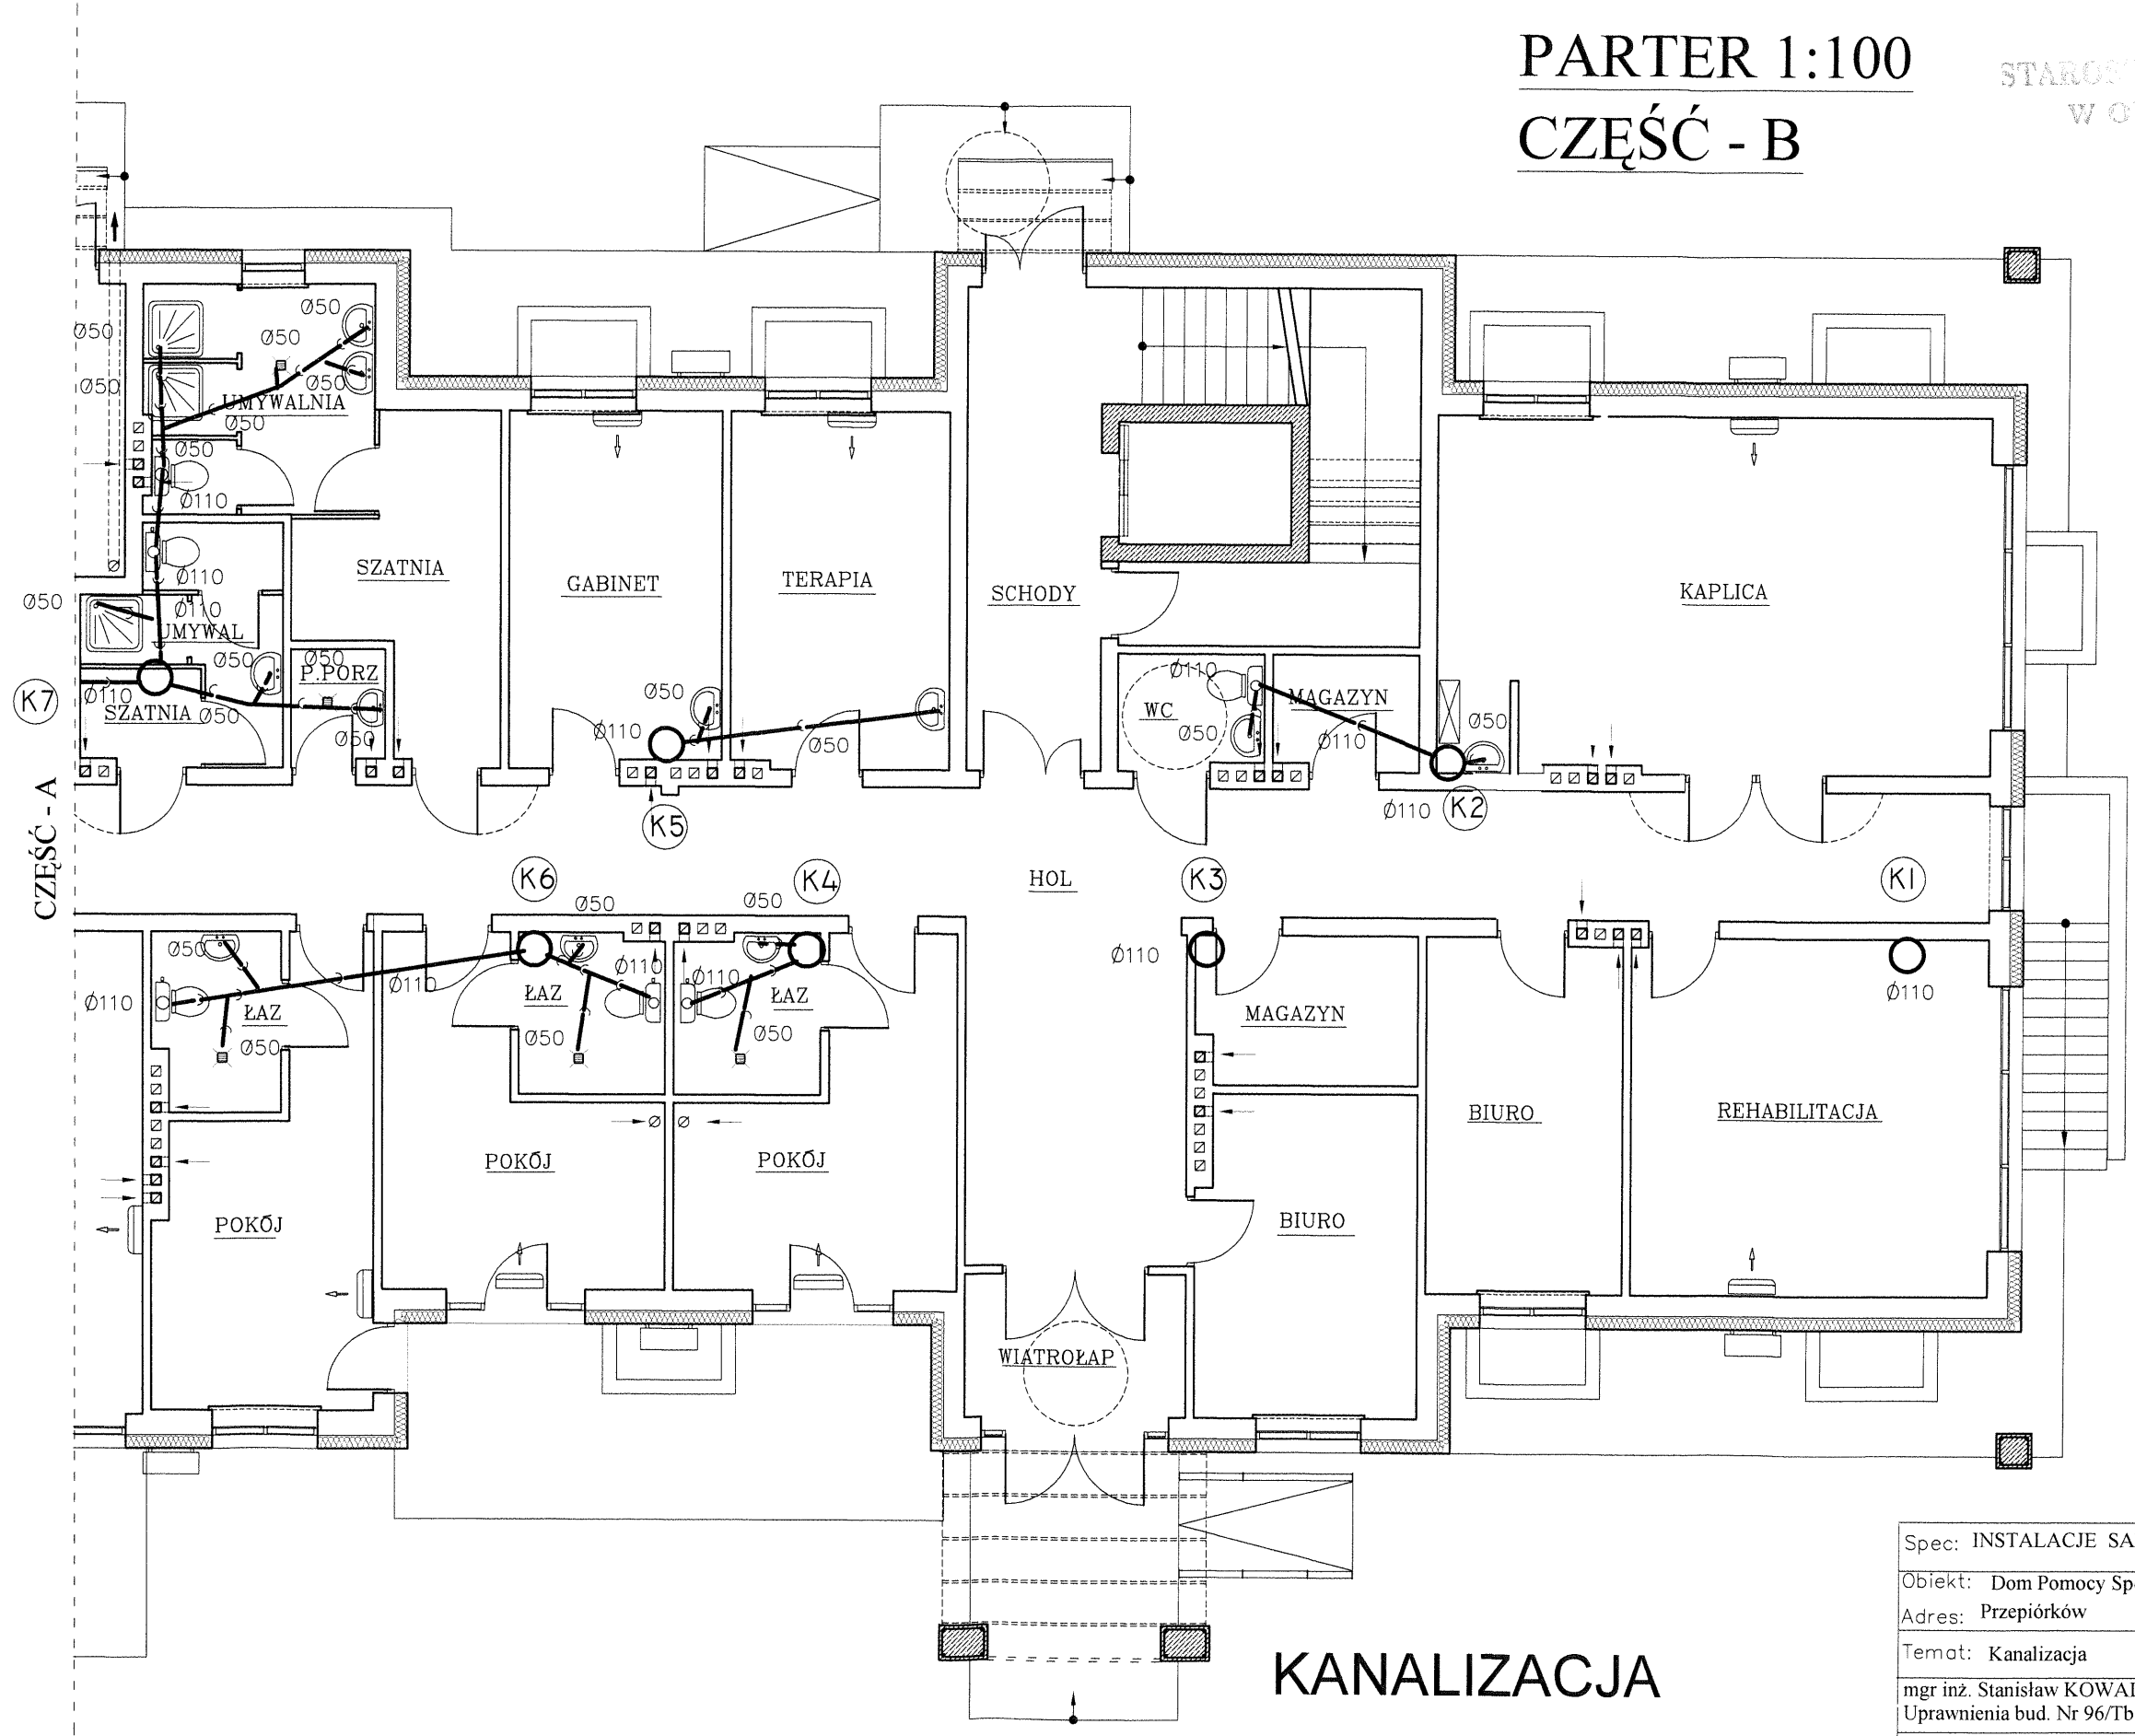 PARTER 1:100
CZĘŚĆ - B
W
Ø50
Ø50
Ø50
Ø50
Ø50
UMYWALNIA
Ø50
Ø50
Ø110
SZATNIA
GABINET
TERAPIA
SCHODY
KAPLICA
Ø110
Ø50
Ø110
UMYWAL
Ø50
Ø50
P.PORZ
K7
Ø110
SZATNIA
Ø50
Ø50
Ø50
Ø110
Ø50
Ø110
WC
MAGAZYN
Ø50
Ø110
Ø50
K5
Ø110
K2
CZĘŚĆ - A
K6
K4
HOL
K3
K1
Ø50
Ø50
Ø50
Ø110
Ø110
Ø110
Ø110
Ø110
Ø110
ŁAZ
ŁAZ
ŁAZ
MAGAZYN
Ø50
Ø50
Ø50
BIURO
REHABILITACJA
POKÓJ
POKÓJ
POKÓJ
BIURO
WIATROŁAP
KANALIZACJA
Spec: INSTALACJE SA
Obiekt: Dom Pomocy Sp
Adres: Przepiórków
Temat: Kanalizacja
mgr inż. Stanisław KOWAL
Uprawnienia bud. Nr 96/Tb